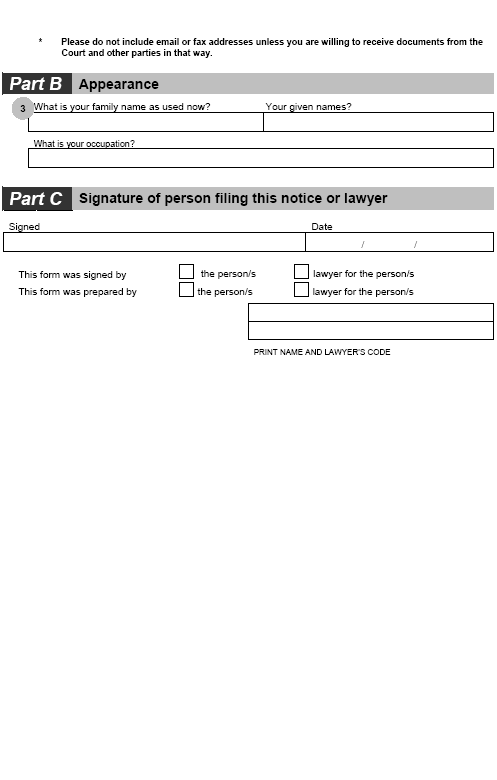 * Please do not include email or fax addresses unless you are willing to receive documents from the
Court and other parties in that way.
Part B Appearance
3 What is your family name as used now? Your given names?
What is your occupation?
Part C Signature of person filing this notice or lawyer
Signed Date
/ /
This form was signed by the person/s lawyer for the person/s
This form was prepared by the person/s lawyer for the person/s
PRINT NAME AND LAWYER'S CODE